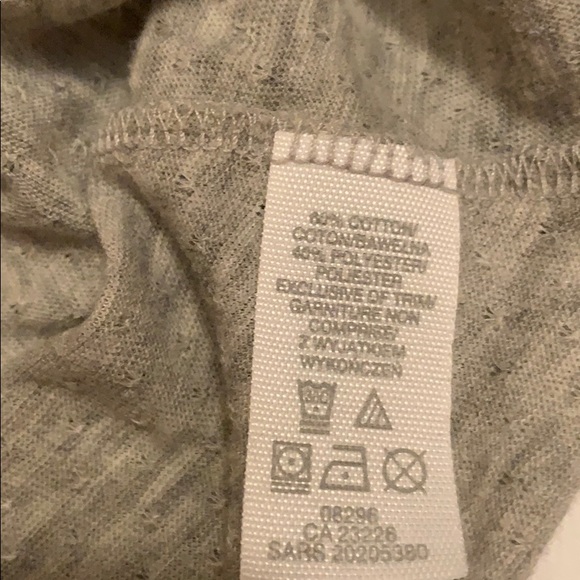 60% COTTON/
COTON/BAWEŁNA
40% POLYESTER/
POLIESTER
EXCLUSIVE OF TRIM/
GARNITURE NON
COMPRISE/
Z WYJĄTKIEM
WYKOŃCZEŃ
30
08296
CA 23226
SARS 20205380